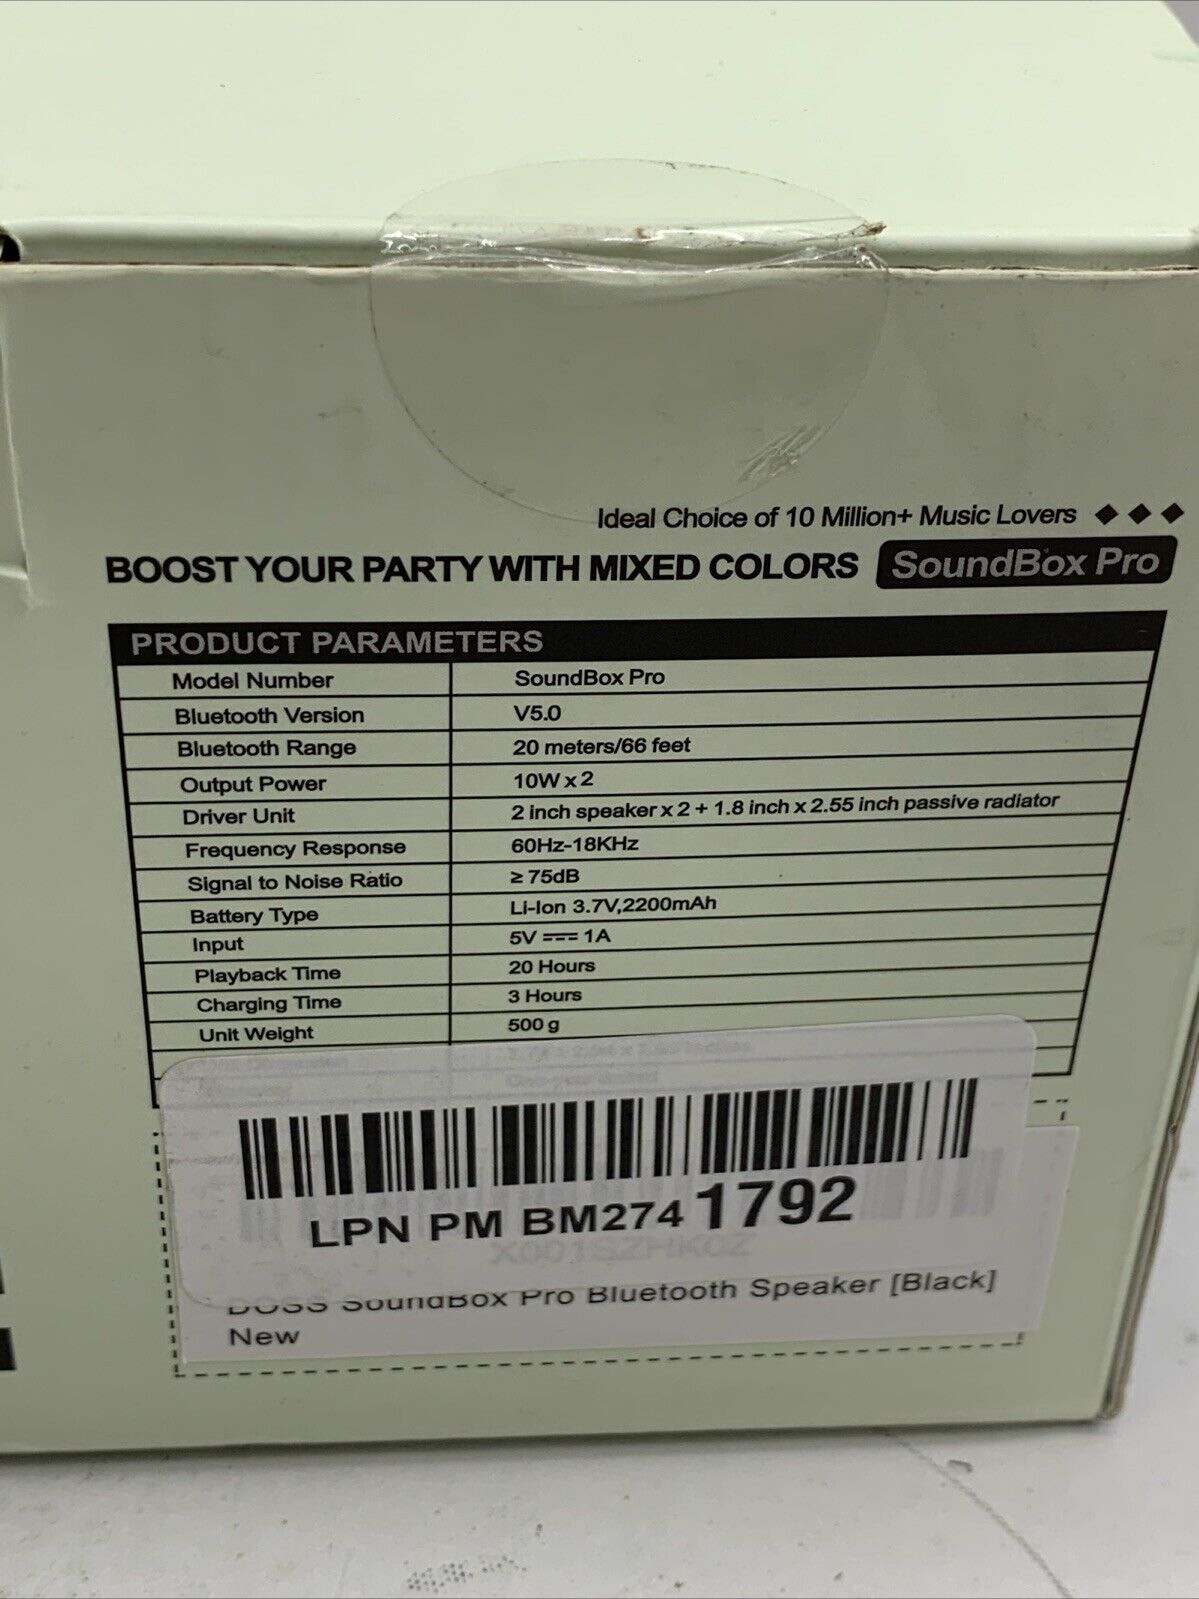 Ideal Choice of 10 Million+ Music Lovers ◆ ◆ ◆
BOOST YOUR PARTY WITH MIXED COLORS SoundBox Pro
PRODUCT PARAMETERS
Model Number SoundBox Pro
Bluetooth Version V5.0
Bluetooth Range 20 meters/66 feet
Output Power 10W x 2
Driver Unit 2 inch speaker x 2 + 1.8 inch x 2.55 inch passive radiator
Frequency Response 60Hz-18KHz
Signal to Noise Ratio ≥ 75dB
Battery Type Li-Ion 3.7V,2200mAh
Input 5V ⎓ 1A
Playback Time 20 Hours
Charging Time 3 Hours
Unit Weight 500 g
LPN PM BM274 1792
X001SZHK0Z
DOSS SoundBox Pro Bluetooth Speaker [Black]
New